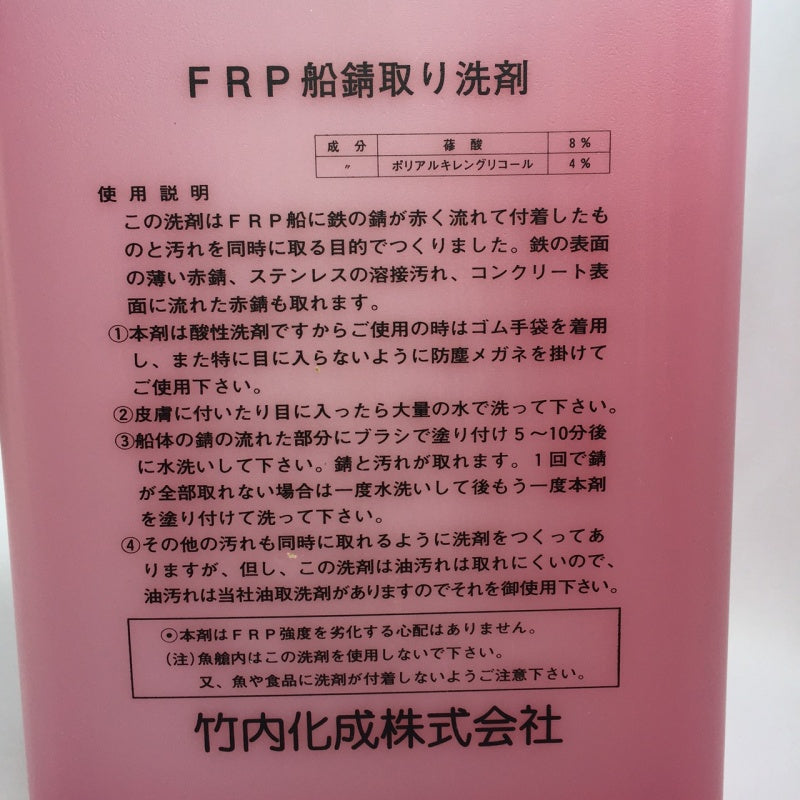 FRP船錆取り洗剤
成分 蓚酸 8%
〃 ポリアルキレングリコール 4%
使用説明
この洗剤はFRP船に鉄の錆が赤く流れて付着したも
のと汚れを同時に取る目的でつくりました。鉄の表面
の薄い赤錆、ステンレスの溶接汚れ、コンクリート表
面に流れた赤錆も取れます。
①本剤は酸性洗剤ですからご使用の時はゴム手袋を着用
し、また特に目に入らないように防塵メガネを掛けて
ご使用下さい。
②皮膚に付いたり目に入ったら大量の水で洗って下さい。
③船体の錆の流れた部分にブラシで塗り付け5〜10分後
に水洗いして下さい。錆と汚れが取れます。1回で錆
が全部取れない場合は一度水洗いして後もう一度本剤
を塗り付けて洗って下さい。
④その他の汚れも同時に取れるように洗剤をつくってあ
りますが、但し、この洗剤は油汚れは取れにくいので、
油汚れは当社油取洗剤がありますのでそれを御使用下さい。
⦿本剤はFRP強度を劣化する心配はありません。
(注)魚艙内はこの洗剤を使用しないで下さい。
又、魚や食品に洗剤が付着しないようご注意下さい。
竹内化成株式会社